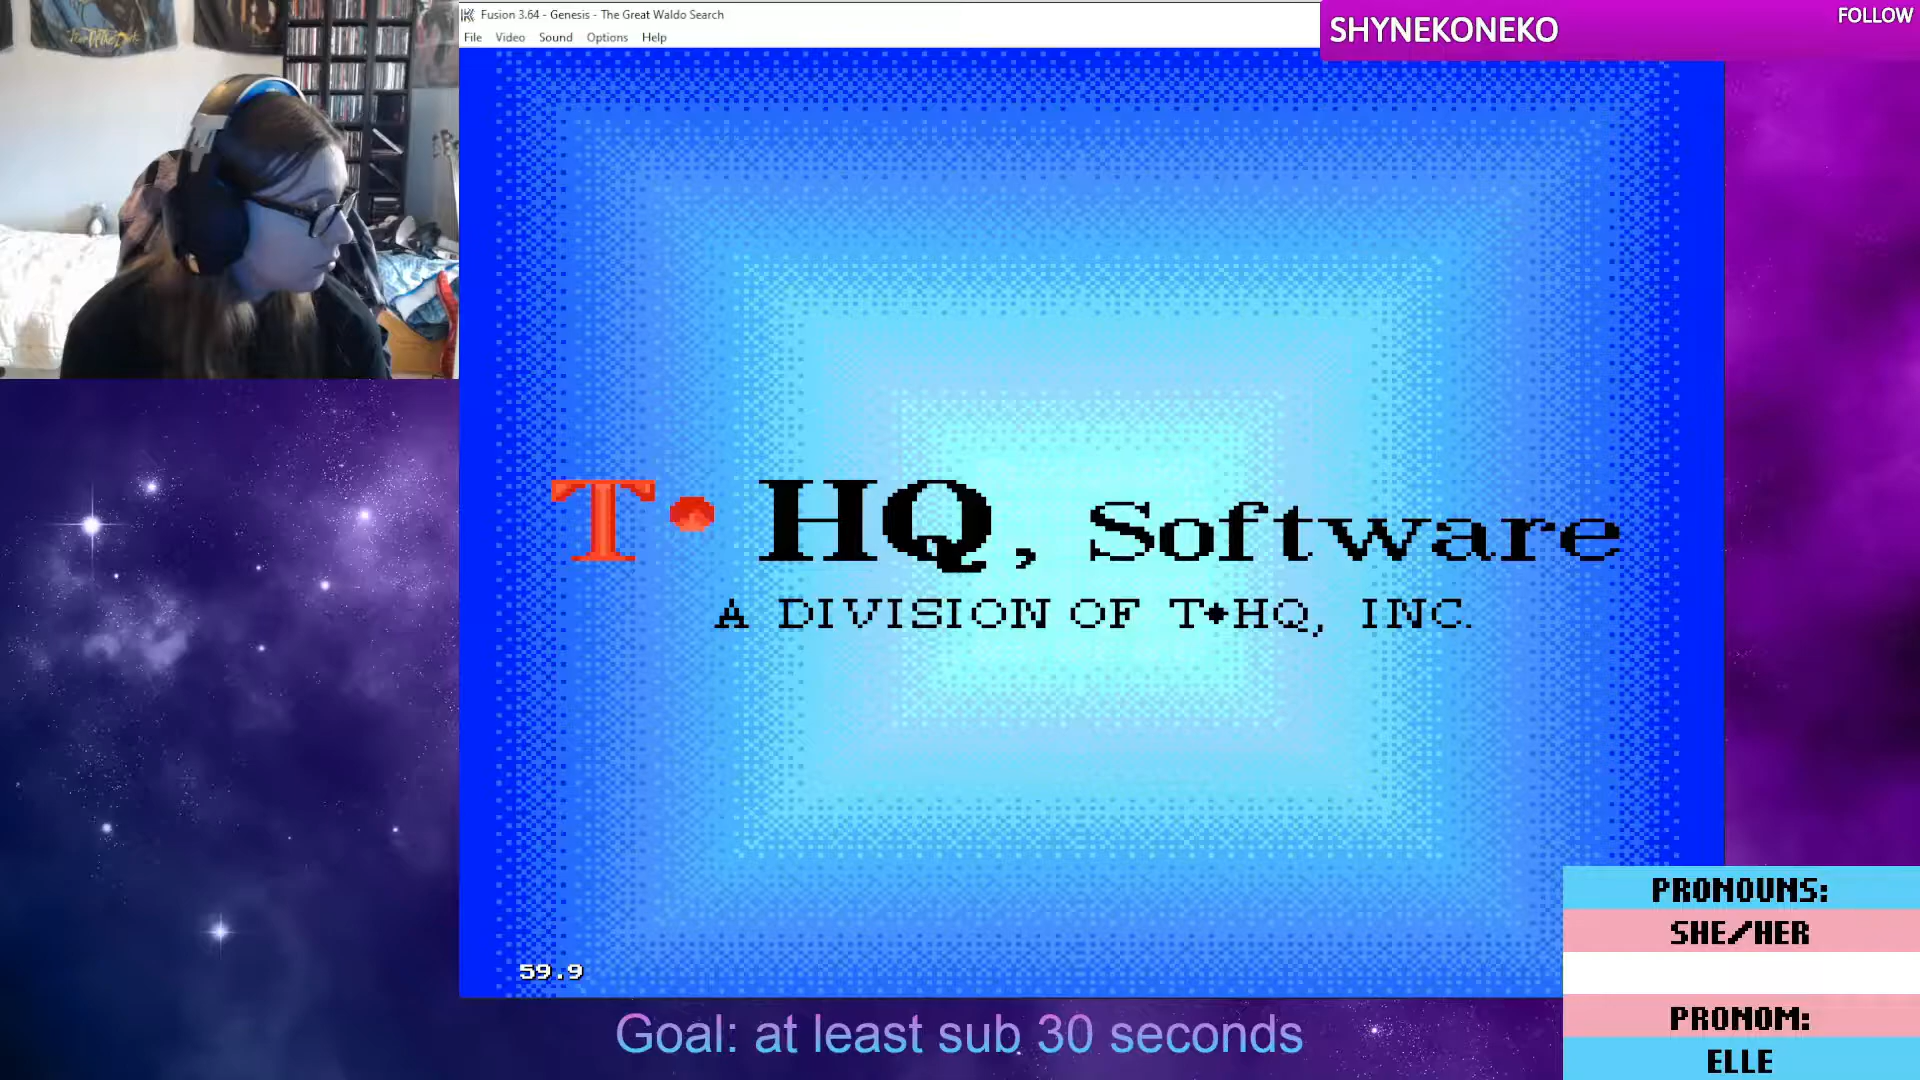 Fusion 3.64 - Genesis - The Great Waldo Search
File Video Sound Options Help
SHYNEKONEKO
FOLLOW
T• HQ, Software
A DIVISION OF T♦HQ, INC.
59.9
Goal: at least sub 30 seconds
PRONOUNS:
SHE/HER
PRONOM:
ELLE